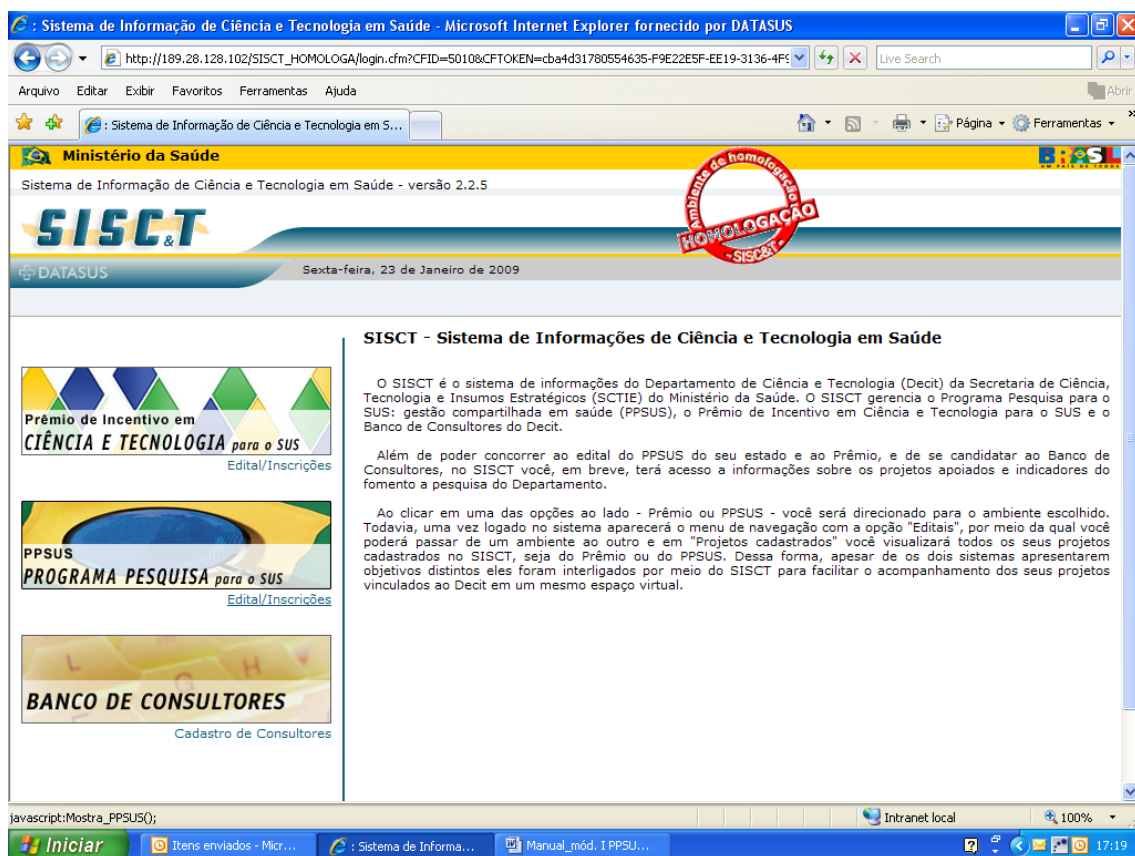 : Sistema de Informação de Ciência e Tecnologia em Saúde - Microsoft Internet Explorer fornecido por DATASUS
http://189.28.128.102/SISCT_HOMOLOGA/login.cfm?CFID=5010&CFTOKEN=cba4d31780554635-F9E22E5F-EE19-3136-4F9
Live Search
Arquivo Editar Exibir Favoritos Ferramentas Ajuda
Abrir
: Sistema de Informação de Ciência e Tecnologia em S...
Página
Ferramentas
Ministério da Saúde
BRASIL
UM PAÍS DE TODOS
Sistema de Informação de Ciência e Tecnologia em Saúde - versão 2.2.5
Ambiente de homologação
HOMOLOGAÇÃO
- SISC&T -
SISC&T
DATASUS
Sexta-feira, 23 de Janeiro de 2009
SISCT - Sistema de Informações de Ciência e Tecnologia em Saúde
O SISCT é o sistema de informações do Departamento de Ciência e Tecnologia (Decit) da Secretaria de Ciência,
Tecnologia e Insumos Estratégicos (SCTIE) do Ministério da Saúde. O SISCT gerencia o Programa Pesquisa para o
SUS: gestão compartilhada em saúde (PPSUS), o Prêmio de Incentivo em Ciência e Tecnologia para o SUS e o
Banco de Consultores do Decit.
Além de poder concorrer ao edital do PPSUS do seu estado e ao Prêmio, e de se candidatar ao Banco de
Consultores, no SISCT você, em breve, terá acesso a informações sobre os projetos apoiados e indicadores do
fomento a pesquisa do Departamento.
Ao clicar em uma das opções ao lado - Prêmio ou PPSUS - você será direcionado para o ambiente escolhido.
Todavia, uma vez logado no sistema aparecerá o menu de navegação com a opção "Editais", por meio da qual você
poderá passar de um ambiente ao outro e em "Projetos cadastrados" você visualizará todos os seus projetos
cadastrados no SISCT, seja do Prêmio ou do PPSUS. Dessa forma, apesar de os dois sistemas apresentarem
objetivos distintos eles foram interligados por meio do SISCT para facilitar o acompanhamento dos seus projetos
vinculados ao Decit em um mesmo espaço virtual.
Prêmio de Incentivo em
CIÊNCIA E TECNOLOGIA para o SUS
Edital/Inscrições
PPSUS
PROGRAMA PESQUISA para o SUS
Edital/Inscrições
L G H
BANCO DE CONSULTORES
Cadastro de Consultores
javascript:Mostra_PPSUS();
Intranet local
100%
Iniciar
Itens enviados - Micr...
: Sistema de Informa...
Manual_mód. I PPSU...
17:19